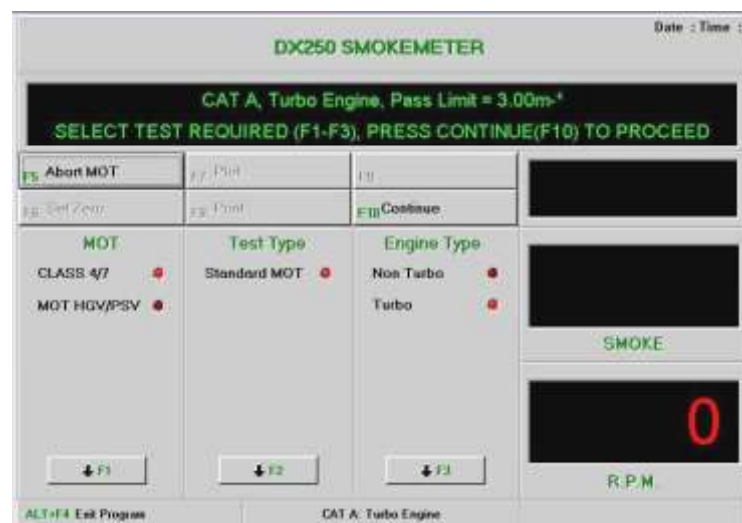 Date : Time :
DX250 SMOKEMETER
CAT A, Turbo Engine, Pass Limit = 3.00m-¹
SELECT TEST REQUIRED (F1-F3), PRESS CONTINUE(F10) TO PROCEED
F5 Abort MOT
F7 Plot
F6 Set Zero
F9 Print
F10 Continue
MOT
Test Type
Engine Type
CLASS 4/7
Standard MOT
Non Turbo
MOT HGV/PSV
Turbo
SMOKE
0
F1
F2
F3
R.P.M.
ALT+F4 Exit Program
CAT A: Turbo Engine